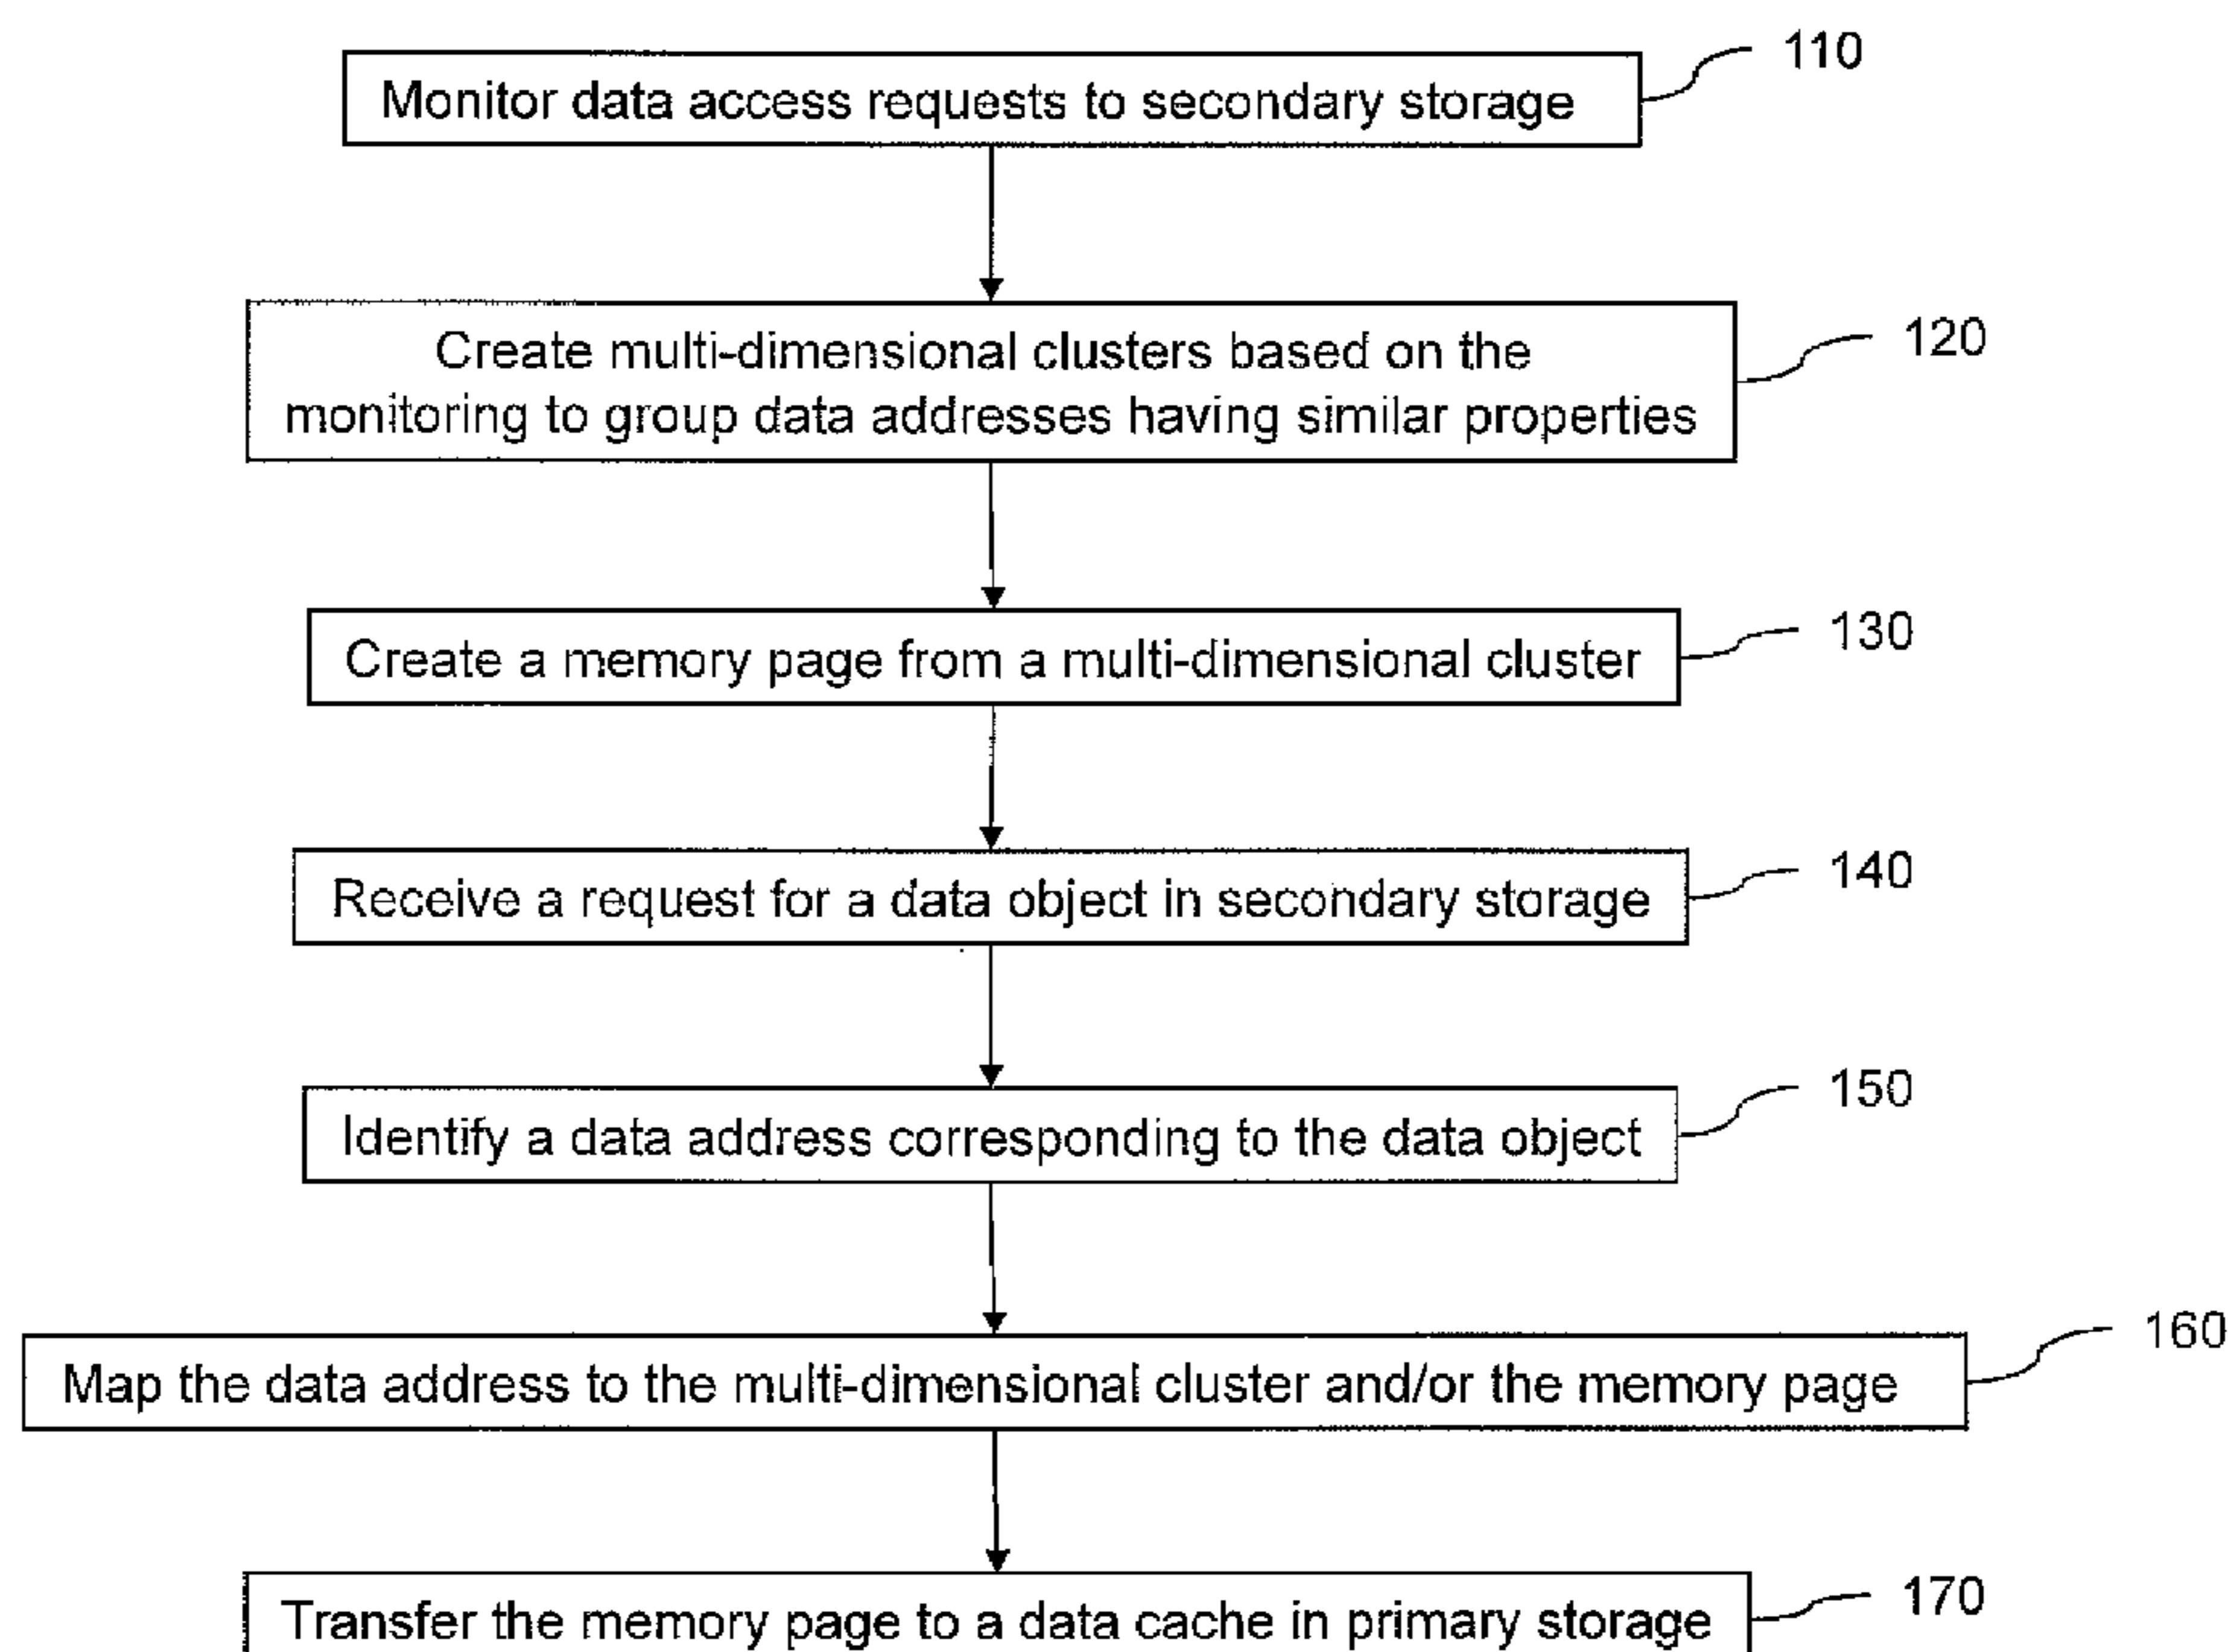 110
Monitor data access requests to secondary storage
120
Create multi-dimensional clusters based on the
monitoring to group data addresses having similar properties
130
Create a memory page from a multi-dimensional cluster
140
Receive a request for a data object in secondary storage
150
Identify a data address corresponding to the data object
160
Map the data address to the multi-dimensional cluster and/or the memory page
170
Transfer the memory page to a data cache in primary storage